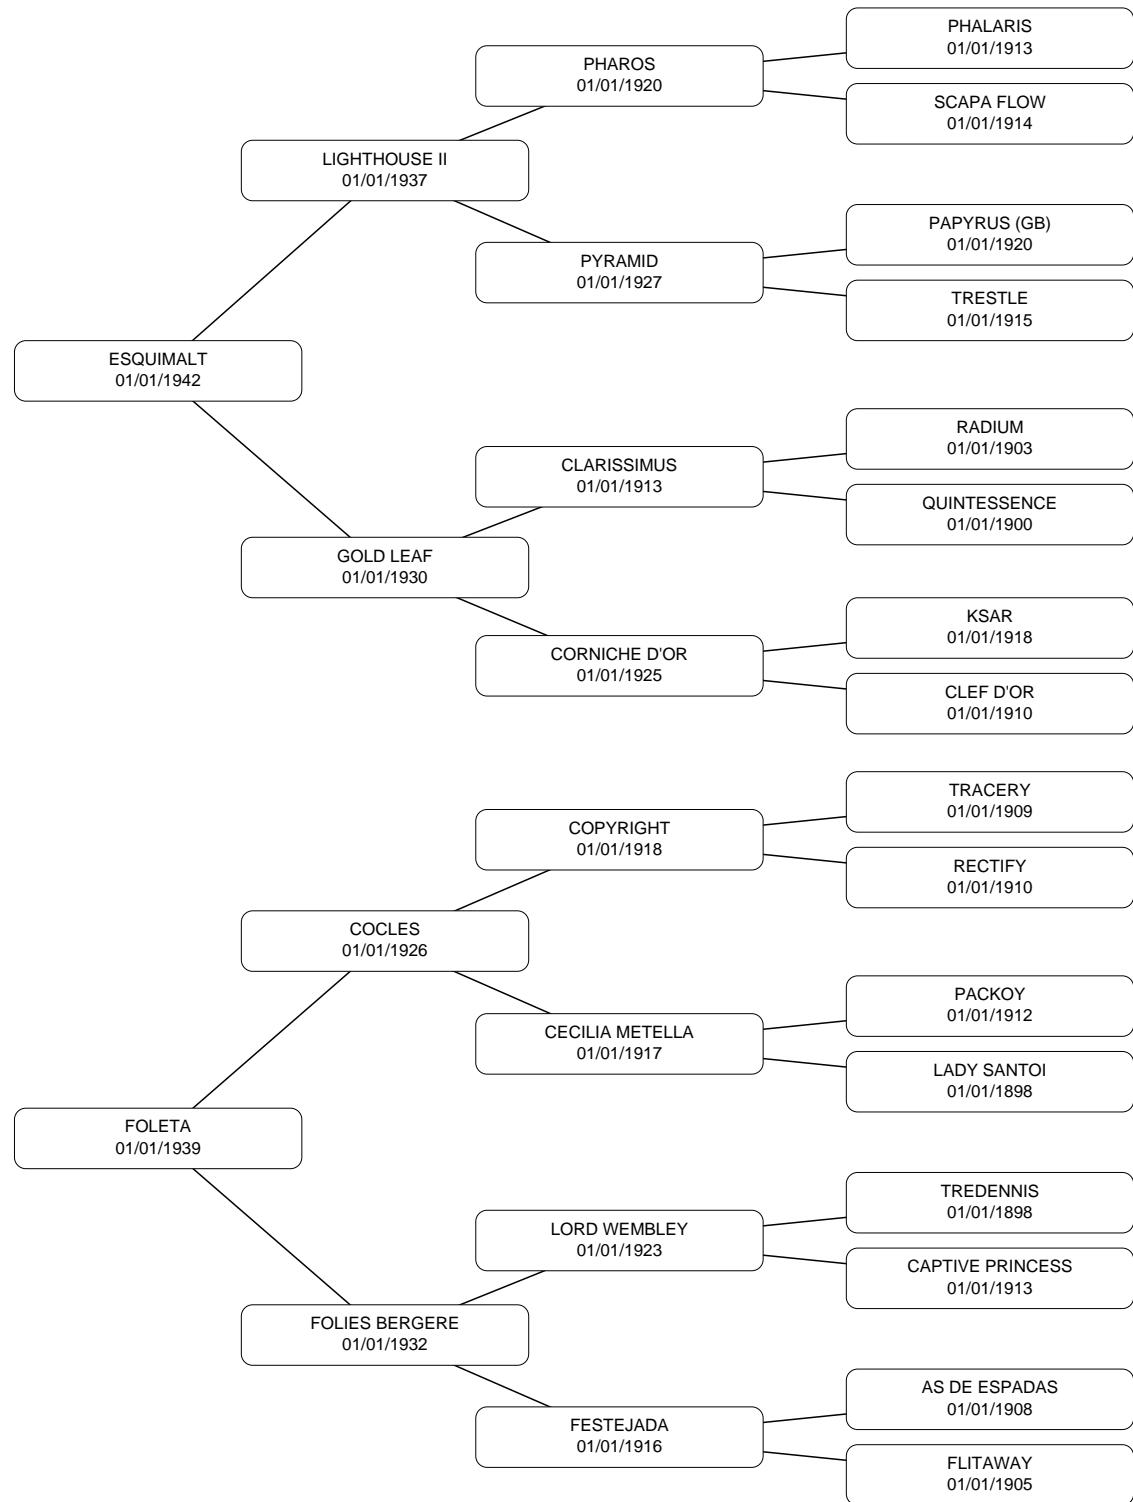 PHALARIS
01/01/1913
PHAROS
01/01/1920
SCAPA FLOW
01/01/1914
LIGHTHOUSE II
01/01/1937
PAPYRUS (GB)
01/01/1920
PYRAMID
01/01/1927
TRESTLE
01/01/1915
ESQUIMALT
01/01/1942
RADIUM
01/01/1903
CLARISSIMUS
01/01/1913
QUINTESSENCE
01/01/1900
GOLD LEAF
01/01/1930
KSAR
01/01/1918
CORNICHE D'OR
01/01/1925
CLEF D'OR
01/01/1910
TRACERY
01/01/1909
COPYRIGHT
01/01/1918
RECTIFY
01/01/1910
COCLES
01/01/1926
PACKOY
01/01/1912
CECILIA METELLA
01/01/1917
LADY SANTOI
01/01/1898
FOLETA
01/01/1939
TREDENNIS
01/01/1898
LORD WEMBLEY
01/01/1923
CAPTIVE PRINCESS
01/01/1913
FOLIES BERGERE
01/01/1932
AS DE ESPADAS
01/01/1908
FESTEJADA
01/01/1916
FLITAWAY
01/01/1905